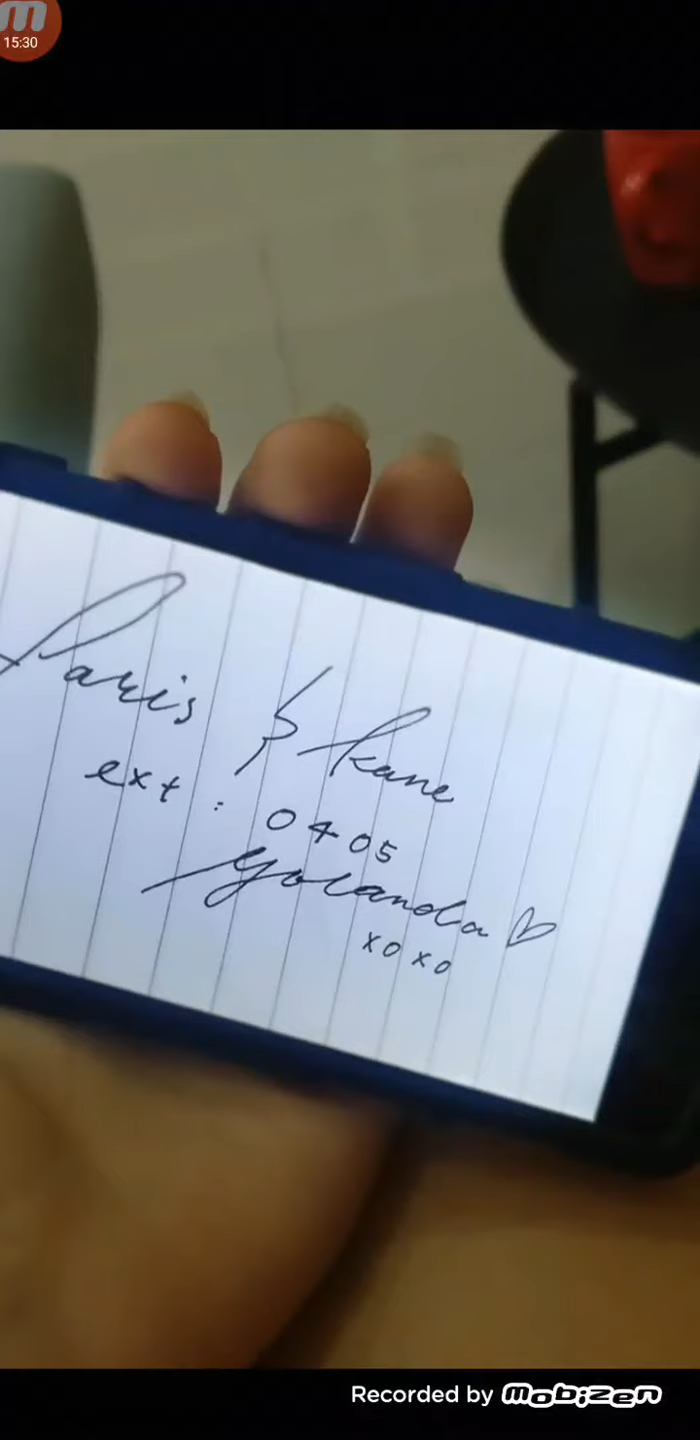 15:30
Paris & Kane
ext : 0405
Yolanda ♡
xoxo
Recorded by mobizen